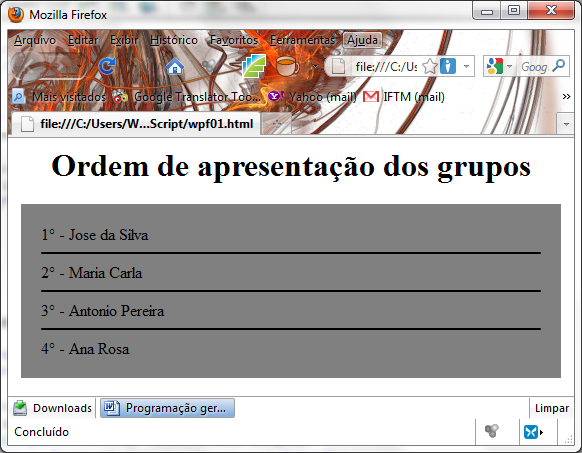 Mozilla Firefox
Arquivo Editar Exibir Histórico Favoritos Ferramentas Ajuda
file:///C:/Us Goog
Mais visitados Google Translator Too... Yahoo (mail) IFTM (mail) »
file:///C:/Users/W...Script/wpf01.html
Ordem de apresentação dos grupos
1° - Jose da Silva
2° - Maria Carla
3° - Antonio Pereira
4° - Ana Rosa
Downloads Programação ger... Limpar
Concluído